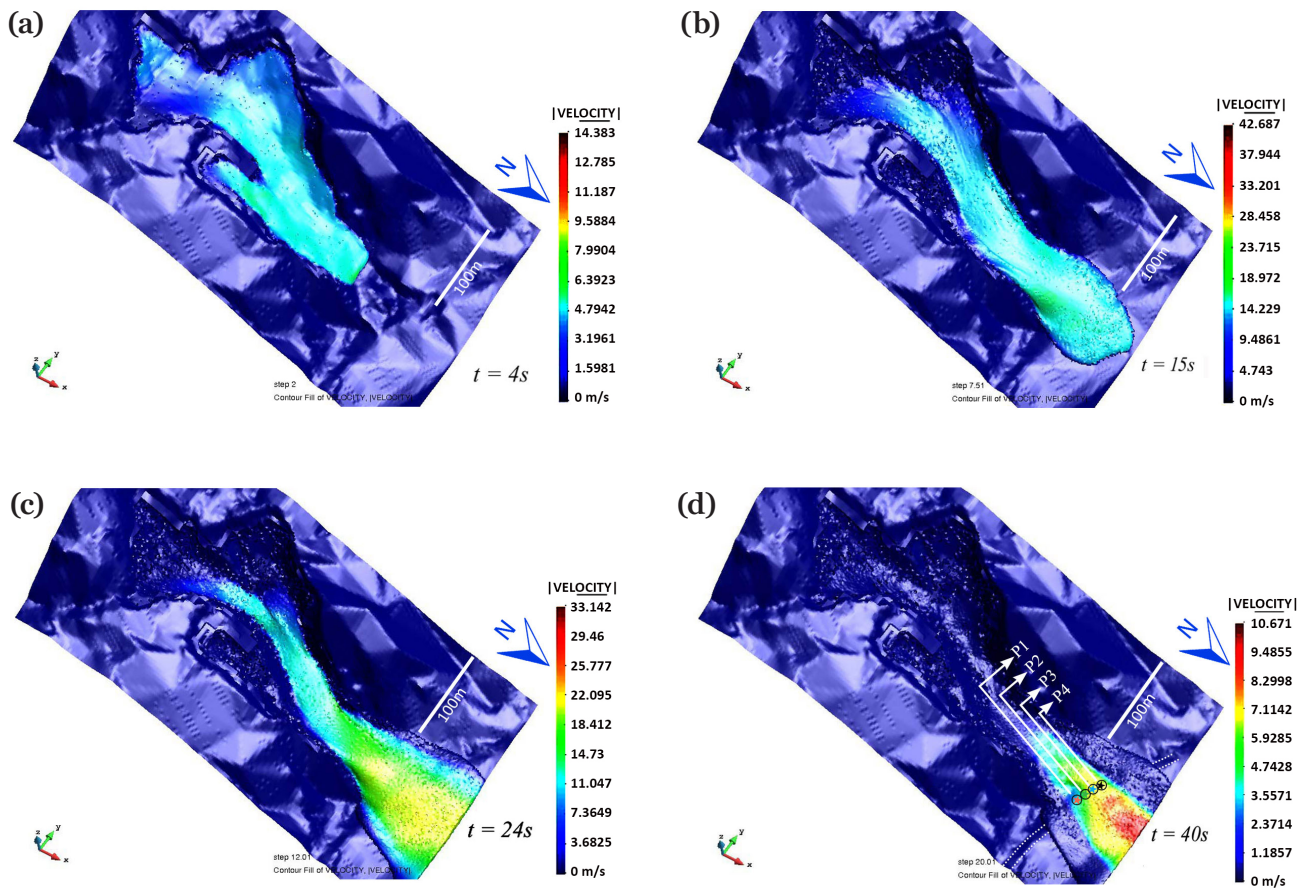 (a)
|VELOCITY|
14.383
12.785
11.187
9.5884
7.9904
6.3923
4.7942
3.1961
1.5981
0 m/s
N
100m
z y
x
t = 4s
step 2
Contour Fill of VELOCITY, |VELOCITY|
(b)
|VELOCITY|
42.687
37.944
33.201
28.458
23.715
18.972
14.229
9.4861
4.743
0 m/s
N
100m
z y
x
t = 15s
step 7.51
Contour Fill of VELOCITY, |VELOCITY|
(c)
|VELOCITY|
33.142
29.46
25.777
22.095
18.412
14.73
11.047
7.3649
3.6825
0 m/s
N
100m
z y
x
t = 24s
step 12.01
Contour Fill of VELOCITY, |VELOCITY|
(d)
|VELOCITY|
10.671
9.4855
8.2998
7.1142
5.9285
4.7428
3.5571
2.3714
1.1857
0 m/s
N
P1
P2
P3
P4
100m
z y
x
t = 40s
step 20.01
Contour Fill of VELOCITY, |VELOCITY|